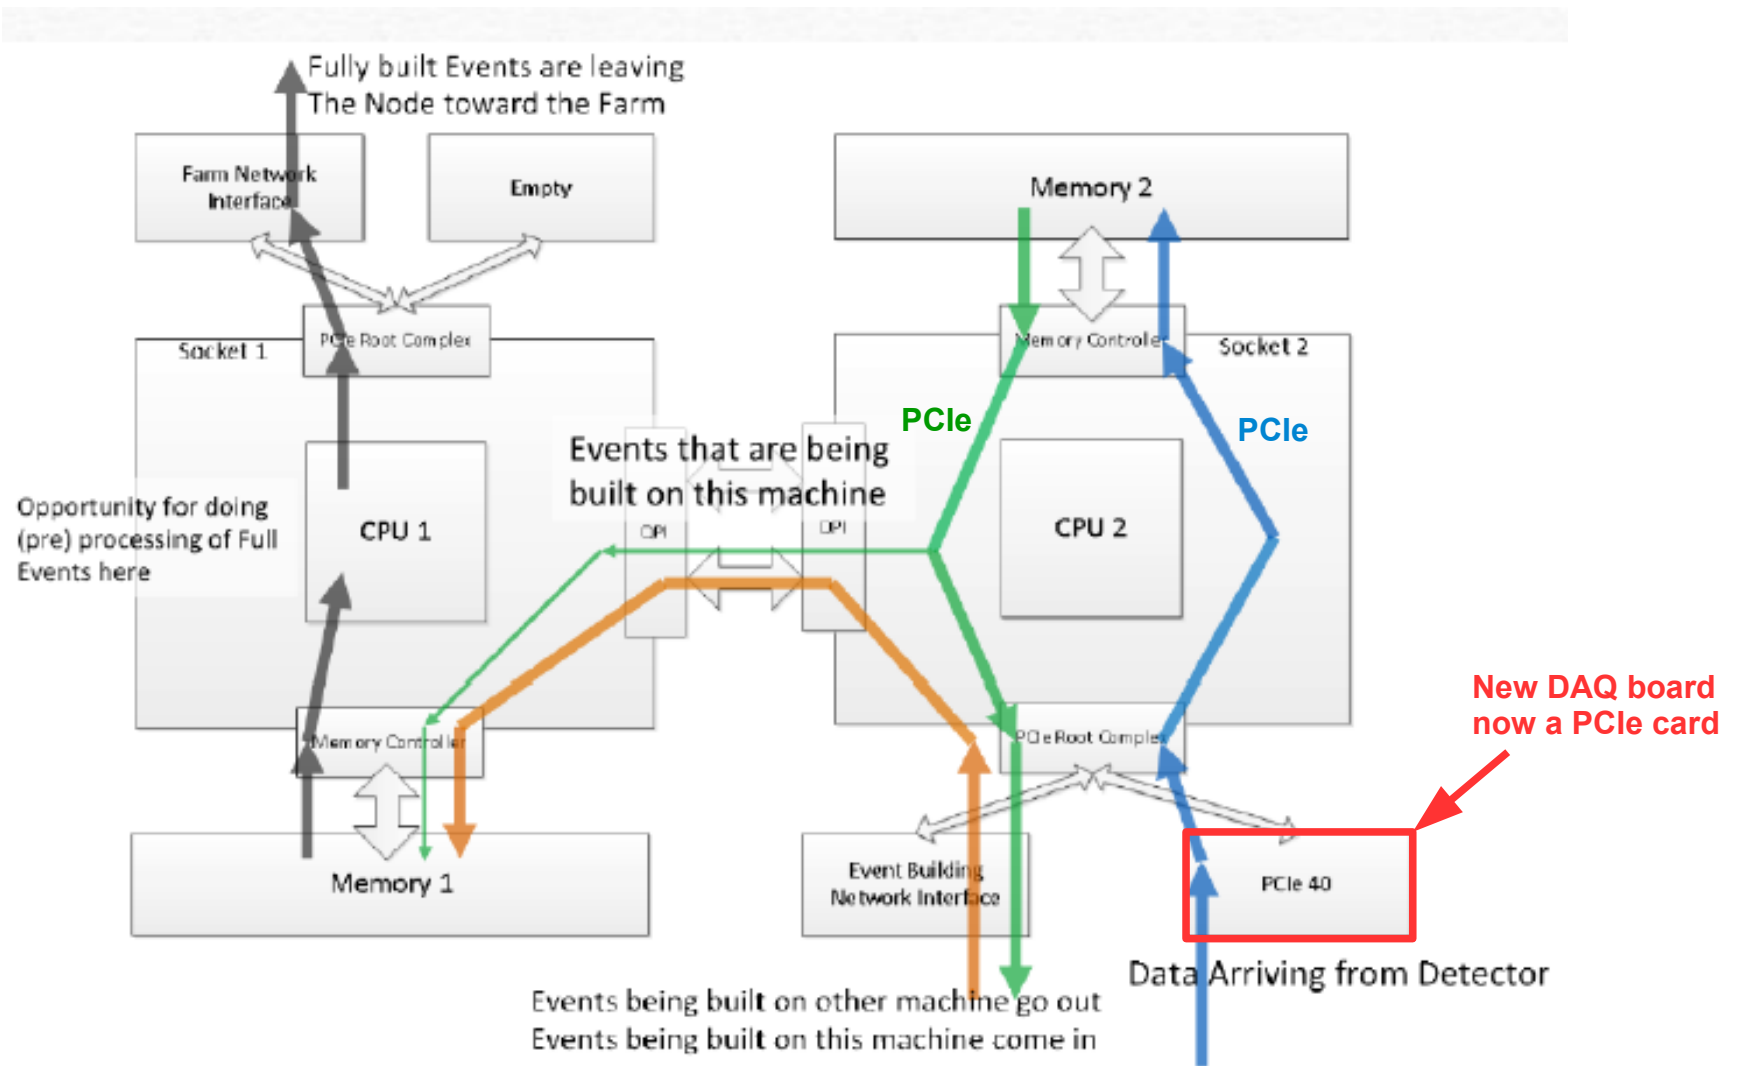 Fully built Events are leaving
The Node toward the Farm
Farm Network
Interface
Empty
Memory 2
PCIe Root Complex
Socket 1
Memory Controller
Socket 2
PCIe
PCIe
Events that are being
built on this machine
QPI
QPI
Opportunity for doing
(pre) processing of Full
Events here
CPU 1
CPU 2
New DAQ board
now a PCIe card
Memory Controller
PCIe Root Complex
Memory 1
Event Building
Network Interface
PCIe 40
Data Arriving from Detector
Events being built on other machine go out
Events being built on this machine come in